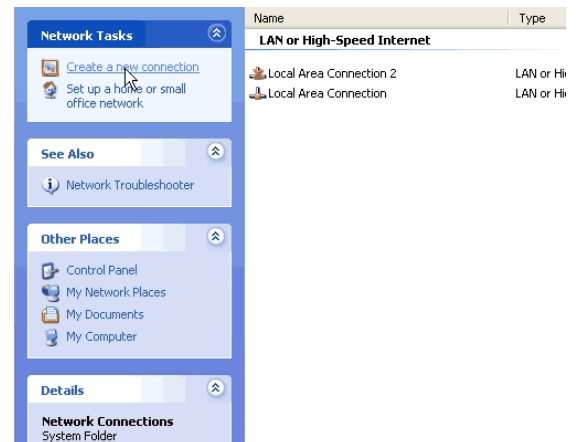 Network Tasks
Create a new connection
Set up a home or small
office network
See Also
Network Troubleshooter
Other Places
Control Panel
My Network Places
My Documents
My Computer
Details
Network Connections
System Folder
Name Type
LAN or High-Speed Internet
Local Area Connection 2 LAN or Hi
Local Area Connection LAN or Hi